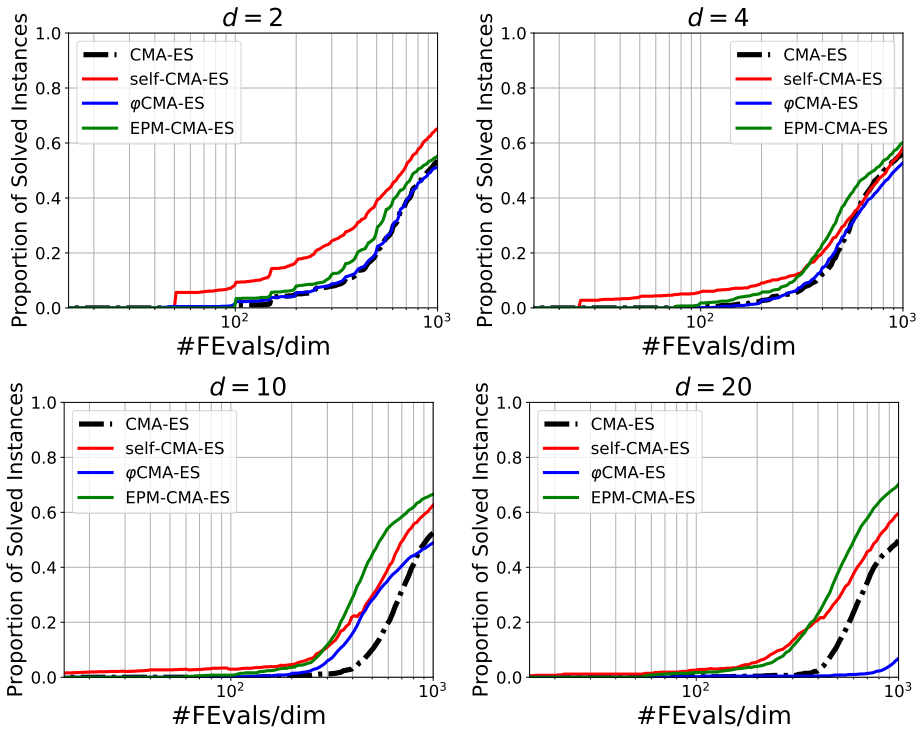 d = 2
Proportion of Solved Instances
1.0
0.8
0.6
0.4
0.2
0.0
CMA-ES
self-CMA-ES
φCMA-ES
EPM-CMA-ES
10²
10³
#FEvals/dim
d = 4
Proportion of Solved Instances
1.0
0.8
0.6
0.4
0.2
0.0
CMA-ES
self-CMA-ES
φCMA-ES
EPM-CMA-ES
10²
10³
#FEvals/dim
d = 10
Proportion of Solved Instances
1.0
0.8
0.6
0.4
0.2
0.0
CMA-ES
self-CMA-ES
φCMA-ES
EPM-CMA-ES
10²
10³
#FEvals/dim
d = 20
Proportion of Solved Instances
1.0
0.8
0.6
0.4
0.2
0.0
CMA-ES
self-CMA-ES
φCMA-ES
EPM-CMA-ES
10²
10³
#FEvals/dim